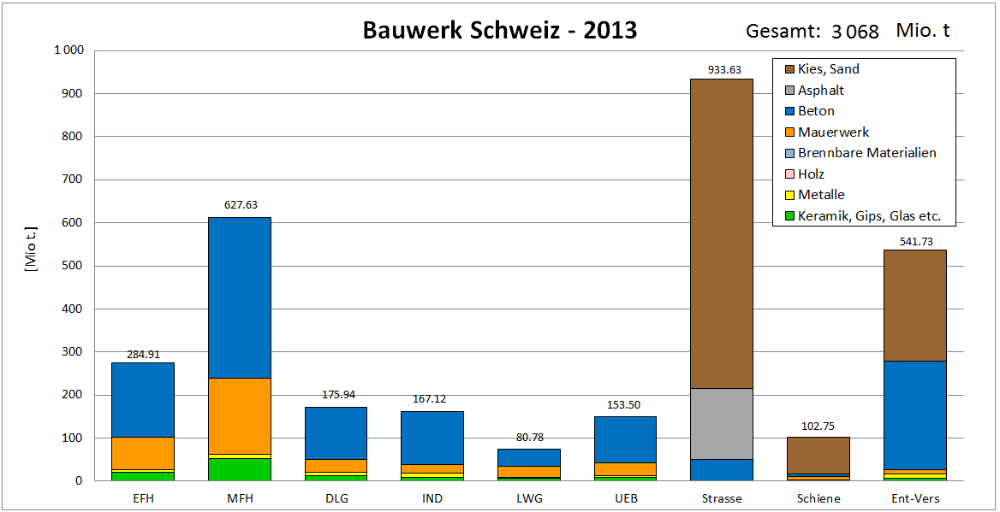 Bauwerk Schweiz - 2013
Gesamt: 3 068 Mio. t
1 000
900
800
700
600
500
400
300
200
100
0
[Mio t.]
284.91
627.63
175.94
167.12
80.78
153.50
933.63
102.75
541.73
Kies, Sand
Asphalt
Beton
Mauerwerk
Brennbare Materialien
Holz
Metalle
Keramik, Gips, Glas etc.
EFH MFH DLG IND LWG UEB Strasse Schiene Ent-Vers